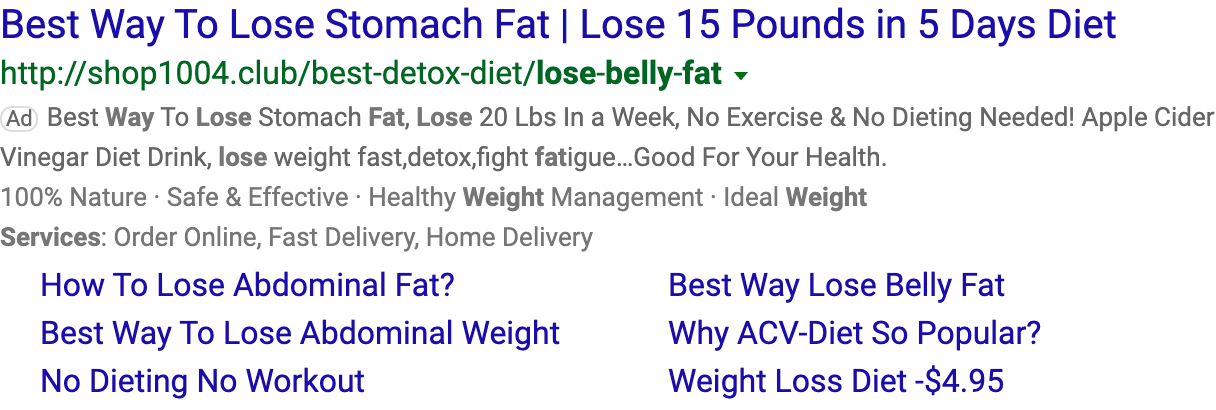 Best Way To Lose Stomach Fat | Lose 15 Pounds in 5 Days Diet
http://shop1004.club/best-detox-diet/lose-belly-fat
Ad Best Way To Lose Stomach Fat, Lose 20 Lbs In a Week, No Exercise & No Dieting Needed! Apple Cider
Vinegar Diet Drink, lose weight fast,detox,fight fatigue...Good For Your Health.
100% Nature · Safe & Effective · Healthy Weight Management · Ideal Weight
Services: Order Online, Fast Delivery, Home Delivery
How To Lose Abdominal Fat?
Best Way Lose Belly Fat
Best Way To Lose Abdominal Weight
Why ACV-Diet So Popular?
No Dieting No Workout
Weight Loss Diet -$4.95